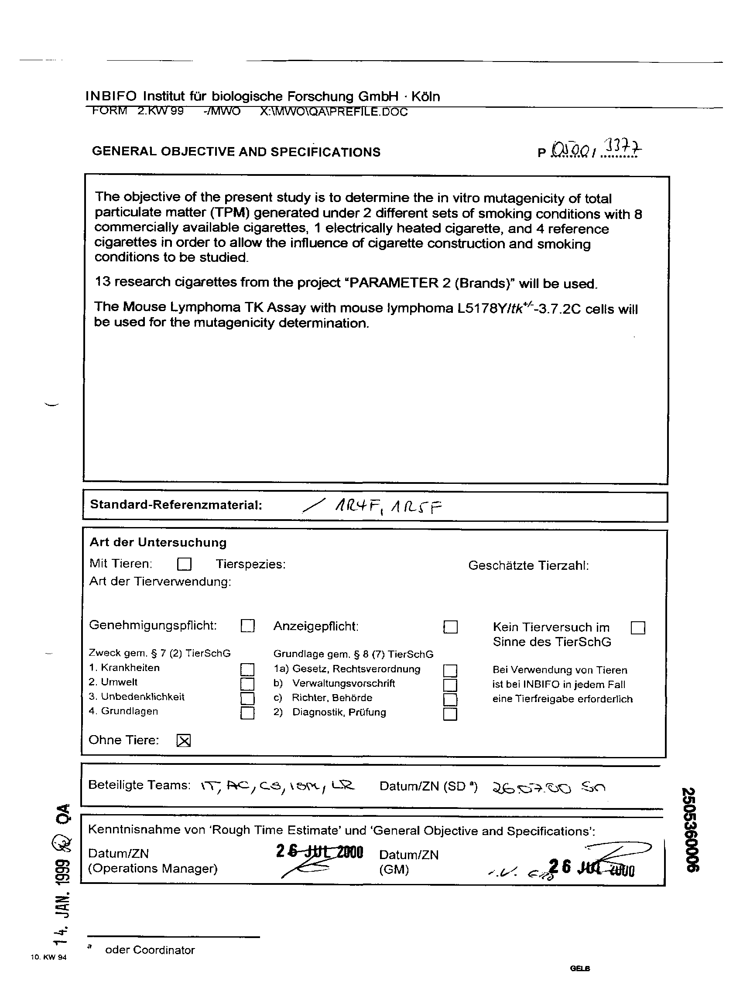 INBIFO Institut für biologische Forschung GmbH · Köln
FORM 2.KW 99 -/MWO X:\MWO\QA\PREFILE.DOC
GENERAL OBJECTIVE AND SPECIFICATIONS P 0500 / 3377
The objective of the present study is to determine the in vitro mutagenicity of total
particulate matter (TPM) generated under 2 different sets of smoking conditions with 8
commercially available cigarettes, 1 electrically heated cigarette, and 4 reference
cigarettes in order to allow the influence of cigarette construction and smoking
conditions to be studied.
13 research cigarettes from the project "PARAMETER 2 (Brands)" will be used.
The Mouse Lymphoma TK Assay with mouse lymphoma L5178Y/tk+/--3.7.2C cells will
be used for the mutagenicity determination.
Standard-Referenzmaterial: / 1R4F, 1R5F
Art der Untersuchung
Mit Tieren: Tierspezies: Geschätzte Tierzahl:
Art der Tierverwendung:
Genehmigungspflicht: Anzeigepflicht: Kein Tierversuch im
Sinne des TierSchG
Zweck gem. § 7 (2) TierSchG Grundlage gem. § 8 (7) TierSchG
1. Krankheiten 1a) Gesetz, Rechtsverordnung Bei Verwendung von Tieren
2. Umwelt b) Verwaltungsvorschrift ist bei INBIFO in jedem Fall
3. Unbedenklichkeit c) Richter, Behörde eine Tierfreigabe erforderlich
4. Grundlagen 2) Diagnostik, Prüfung
Ohne Tiere: ☒
Beteiligte Teams: IT, AC, CS, ISM, LR Datum/ZN (SD a) 26.07.00 Sn
Kenntnisnahme von 'Rough Time Estimate' und 'General Objective and Specifications':
Datum/ZN 26 JUL 2000 Datum/ZN
(Operations Manager) (GM) i.V. 26 JUL 2000
a oder Coordinator
10. KW 94
GELB
14. JAN. 1999 QA
2505360006